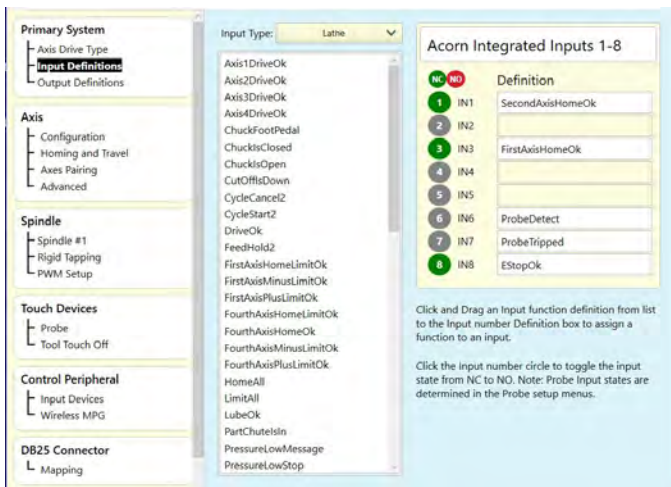 Primary System
Axis Drive Type
Input Definitions
Output Definitions
Axis
Configuration
Homing and Travel
Axes Pairing
Advanced
Spindle
Spindle #1
Rigid Tapping
PWM Setup
Touch Devices
Probe
Tool Touch Off
Control Peripheral
Input Devices
Wireless MPG
DB25 Connector
Mapping
Input Type: Lathe
Axis1DriveOk
Axis2DriveOk
Axis3DriveOk
Axis4DriveOk
ChuckFootPedal
ChuckIsClosed
ChuckIsOpen
CutOffIsDown
CycleCancel2
CycleStart2
DriveOk
FeedHold2
FirstAxisHomeLimitOk
FirstAxisMinusLimitOk
FirstAxisPlusLimitOk
FourthAxisHomeLimitOk
FourthAxisHomeOk
FourthAxisMinusLimitOk
FourthAxisPlusLimitOk
HomeAll
LimitAll
LubeOk
PartChuteIsIn
PressureLowMessage
PressureLowStop
Acorn Integrated Inputs 1-8
NC NO Definition
1 IN1 SecondAxisHomeOk
2 IN2
3 IN3 FirstAxisHomeOk
4 IN4
5 IN5
6 IN6 ProbeDetect
7 IN7 ProbeTripped
8 IN8 EStopOk
Click and Drag an Input function definition from list
to the Input number Definition box to assign a
function to an input.
Click the input number circle to toggle the input
state from NC to NO. Note: Probe Input states are
determined in the Probe setup menus.